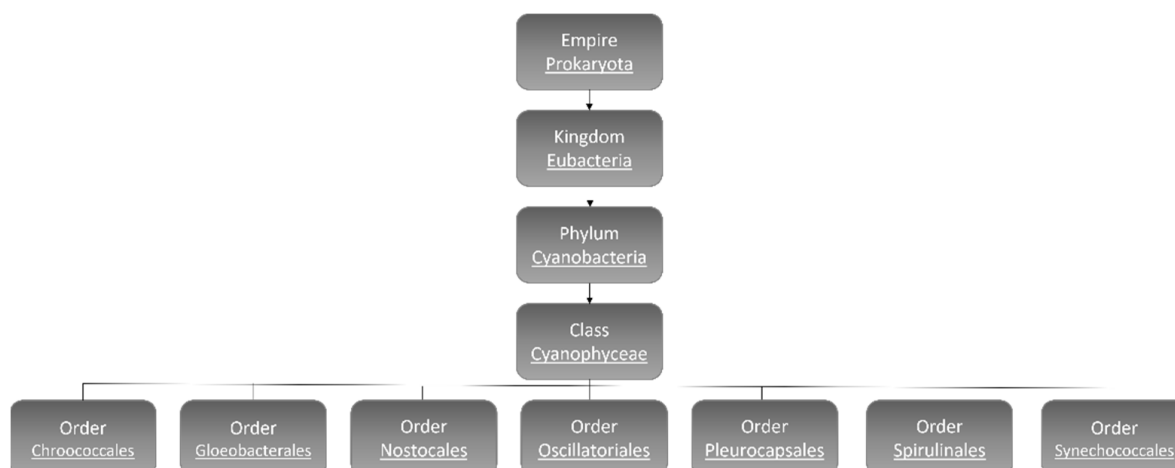 Empire
Prokaryota
Kingdom
Eubacteria
Phylum
Cyanobacteria
Class
Cyanophyceae
Order
Chroococcales
Order
Gloeobacterales
Order
Nostocales
Order
Oscillatoriales
Order
Pleurocapsales
Order
Spirulinales
Order
Synechococcales